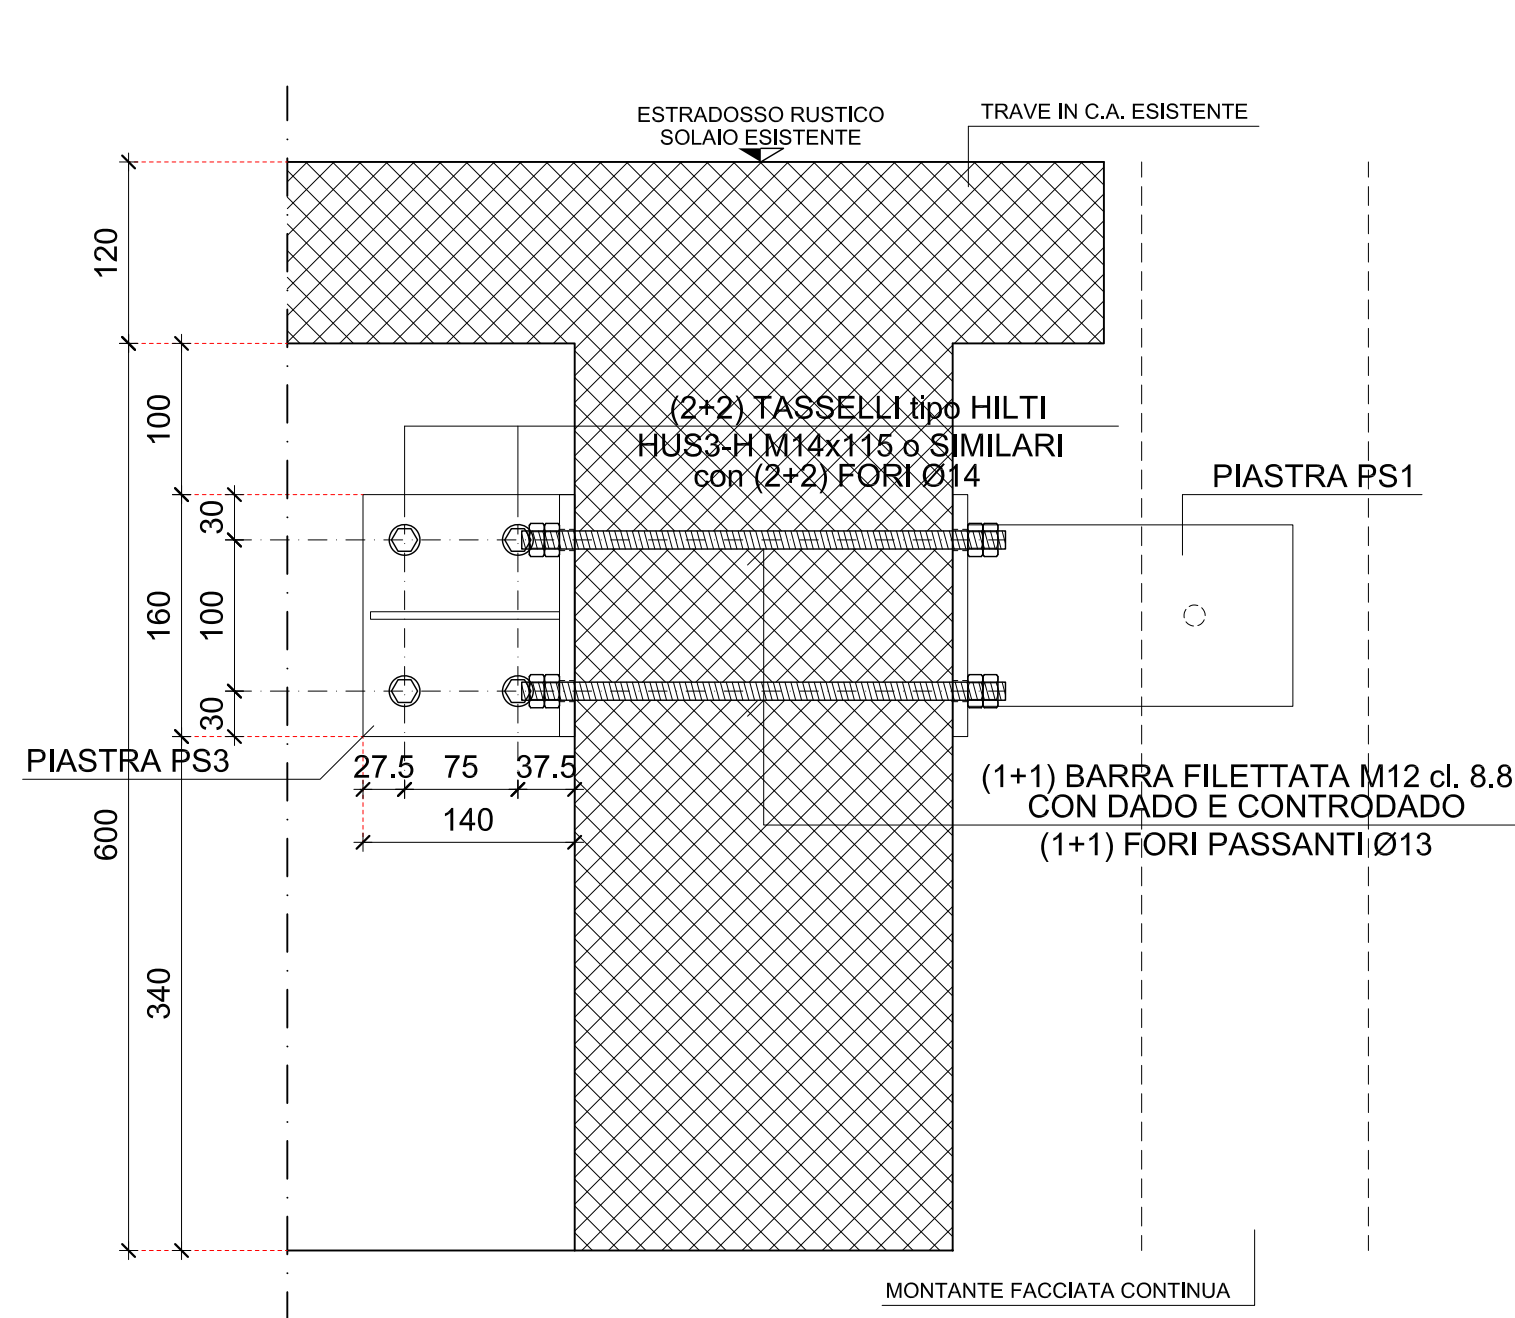 ESTRADOSSO RUSTICO
SOLAIO ESISTENTE
TRAVE IN C.A. ESISTENTE
120
100
(2+2) TASSELLI tipo HILTI
HUS3-H M14x115 o SIMILARI
con (2+2) FORI Ø14
PIASTRA PS1
30
160
100
30
PIASTRA PS3
27.5
75
37.5
140
600
(1+1) BARRA FILETTATA M12 cl. 8.8
CON DADO E CONTRODADO
(1+1) FORI PASSANTI Ø13
340
MONTANTE FACCIATA CONTINUA